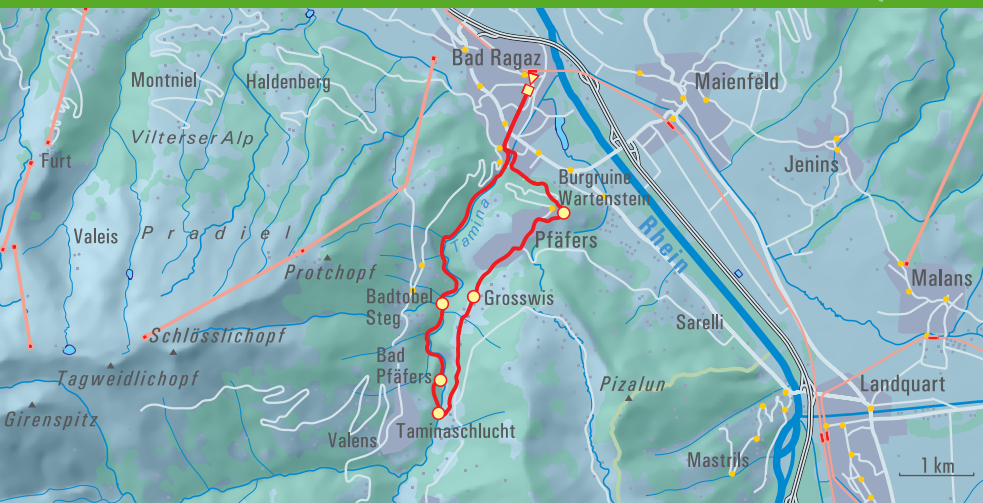 Bad Ragaz
Montniel
Haldenberg
Maienfeld
Vilterser Alp
Furt
Jenins
Burgruine
Wartenstein
Tamina
Valeis
Pradiel
Pfäfers
Rhein
Protchopf
Malans
Badtobel
Steg
Grosswis
Sarelli
Schlösslichopf
Bad
Pfäfers
Tagweidlichopf
Pizalun
Landquart
Girenspitz
Valens
Taminaschlucht
Mastrils
1 km